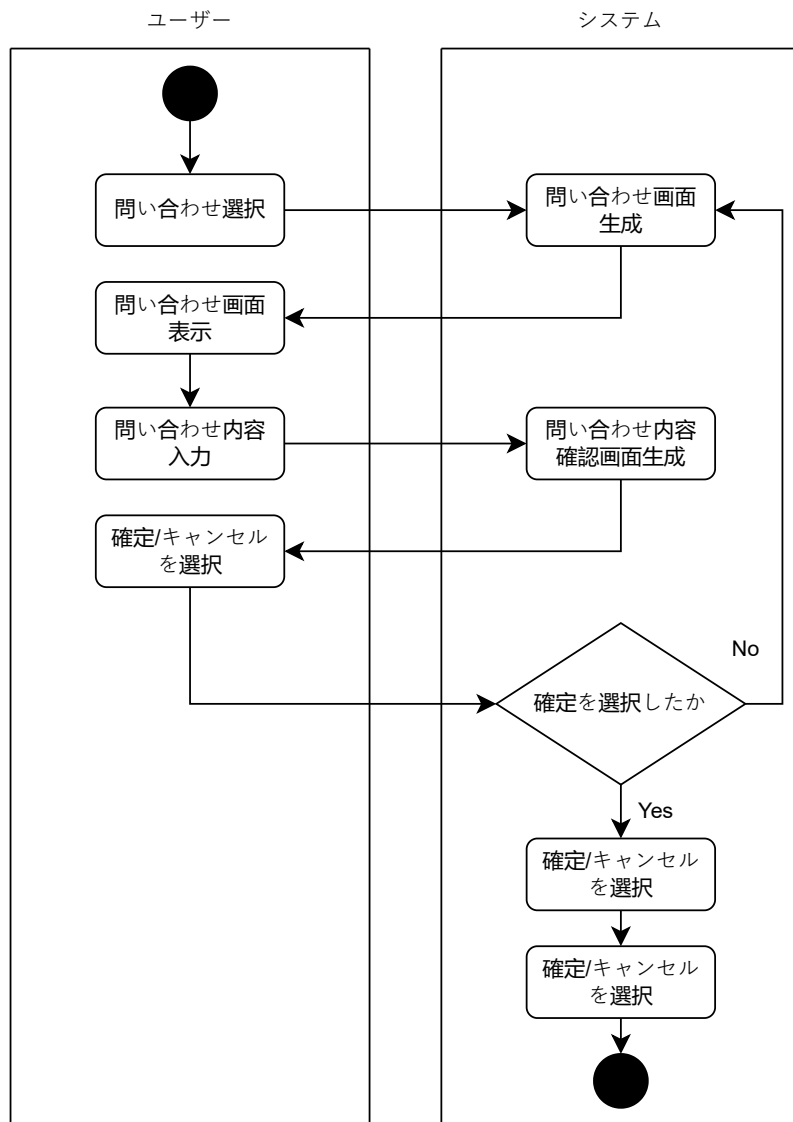 ユーザー
システム
問い合わせ選択
問い合わせ画面
生成
問い合わせ画面
表示
問い合わせ内容
入力
問い合わせ内容
確認画面生成
確定/キャンセル
を選択
No
確定を選択したか
Yes
確定/キャンセル
を選択
確定/キャンセル
を選択